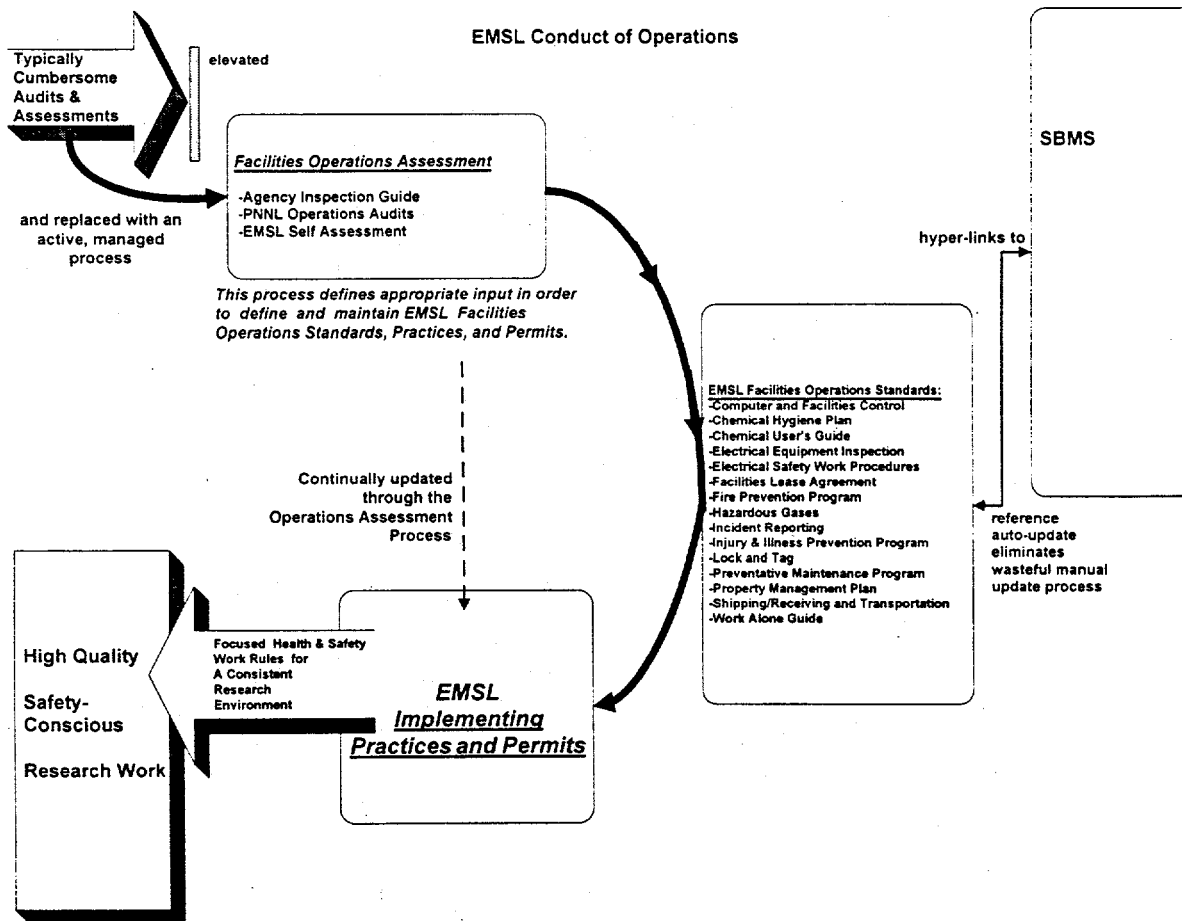 EMSL Conduct of Operations
Typically
Cumbersome
Audits &
Assessments
elevated
and replaced with an
active, managed
process
Facilities Operations Assessment
-Agency Inspection Guide
-PNNL Operations Audits
-EMSL Self Assessment
This process defines appropriate input in order
to define and maintain EMSL Facilities
Operations Standards, Practices, and Permits.
SBMS
hyper-links to
EMSL Facilities Operations Standards:
-Computer and Facilities Control
-Chemical Hygiene Plan
-Chemical User's Guide
-Electrical Equipment Inspection
-Electrical Safety Work Procedures
-Facilities Lease Agreement
-Fire Prevention Program
-Hazardous Gases
-Incident Reporting
-Injury & Illness Prevention Program
-Lock and Tag
-Preventative Maintenance Program
-Property Management Plan
-Shipping/Receiving and Transportation
-Work Alone Guide
reference
auto-update
eliminates
wasteful manual
update process
Continually updated
through the
Operations Assessment
Process
EMSL
Implementing
Practices and Permits
Focused Health & Safety
Work Rules for
A Consistent
Research
Environment
High Quality
Safety-
Conscious
Research Work